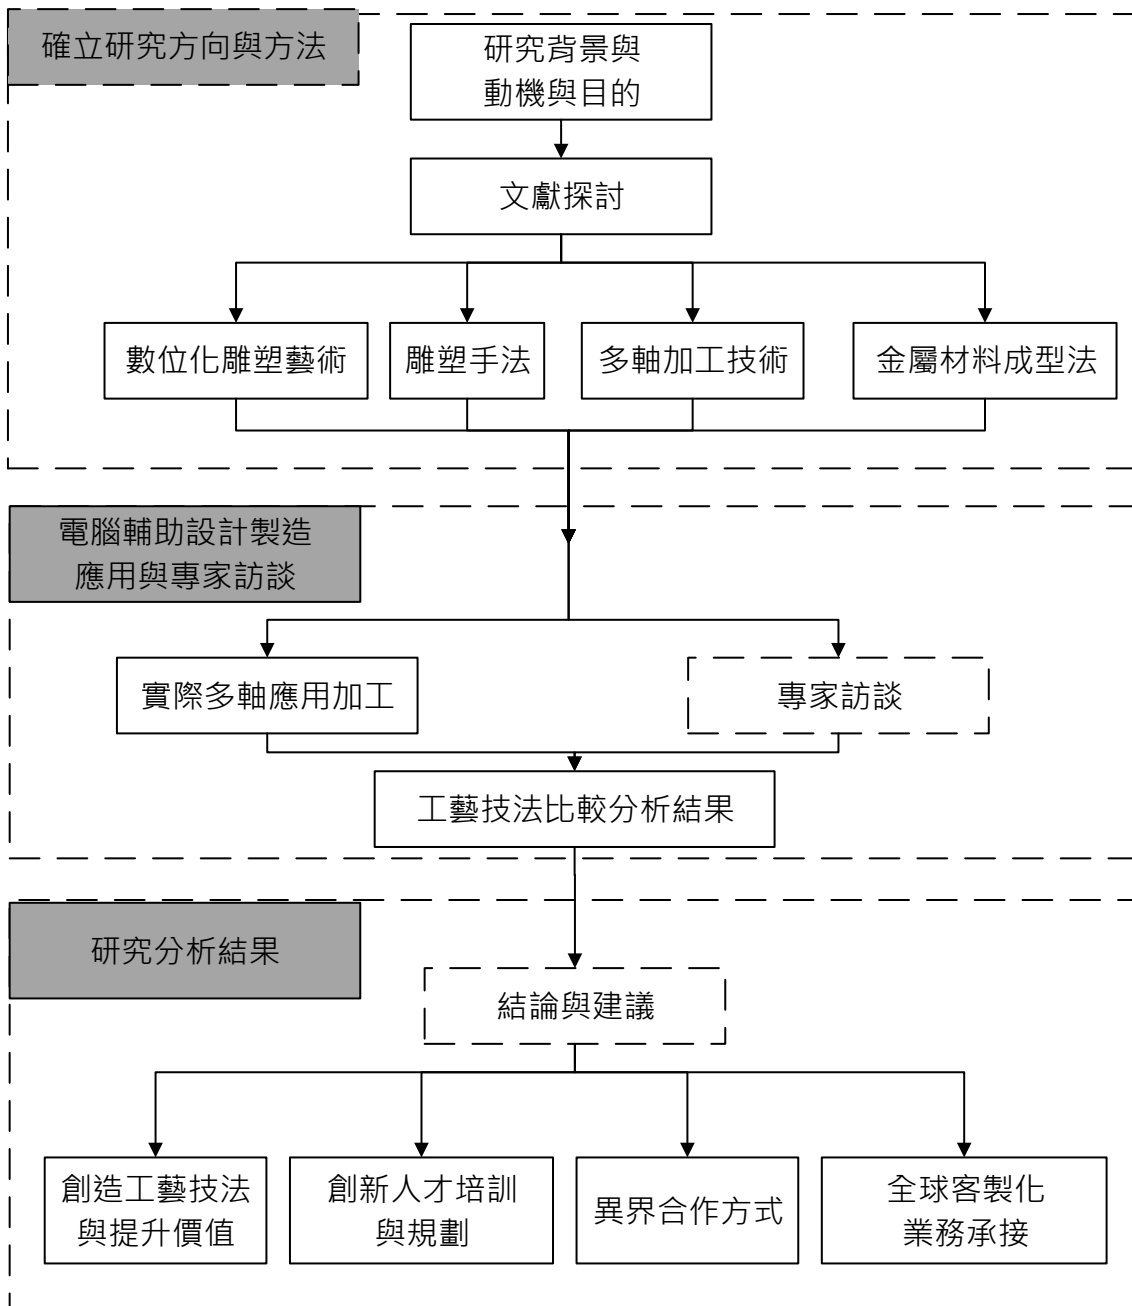 確立研究方向與方法
研究背景與
動機與目的
文獻探討
數位化雕塑藝術
雕塑手法
多軸加工技術
金屬材料成型法
電腦輔助設計製造
應用與專家訪談
實際多軸應用加工
專家訪談
工藝技法比較分析結果
研究分析結果
結論與建議
創造工藝技法
與提升價值
創新人才培訓
與規劃
異界合作方式
全球客製化
業務承接